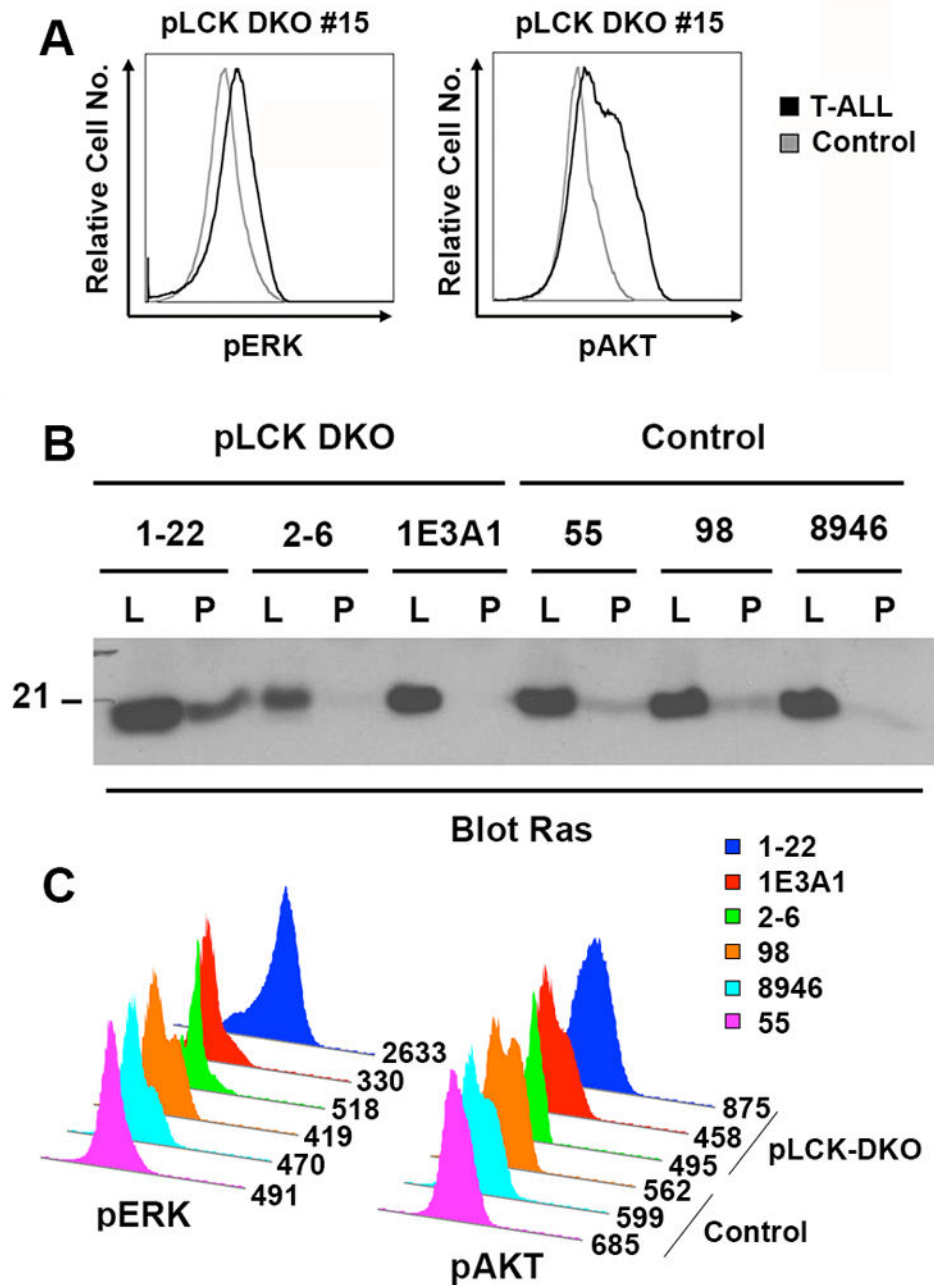 A
pLCK DKO #15
pLCK DKO #15
Relative Cell No.
Relative Cell No.
T-ALL
Control
pERK
pAKT
B
pLCK DKO
Control
1-22 2-6 1E3A1 55 98 8946
L P L P L P L P L P L P
21 –
Blot Ras
C
1-22
1E3A1
2-6
98
8946
55
2633
330
518
419
470
491
pERK
875
458
495
562
599
685
pLCK-DKO
Control
pAKT